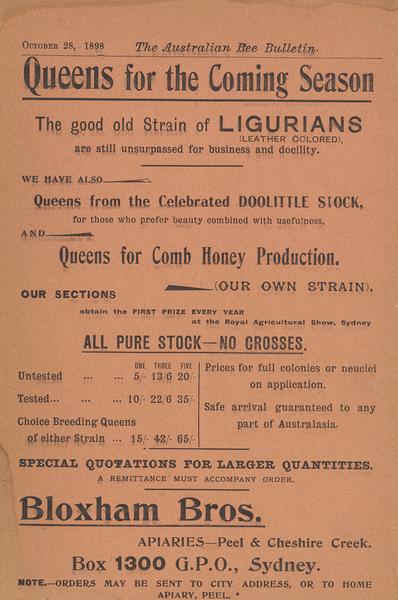 October 28, 1898 The Australian Bee Bulletin.
Queens for the Coming Season
The good old Strain of LIGURIANS
(LEATHER COLORED),
are still unsurpassed for business and docility.
WE HAVE ALSO
Queens from the Celebrated DOOLITTLE STOCK,
for those who prefer beauty combined with usefulness,
AND
Queens for Comb Honey Production.
(OUR OWN STRAIN).
OUR SECTIONS
obtain the FIRST PRIZE EVERY YEAR
at the Royal Agricultural Show, Sydney
ALL PURE STOCK—NO CROSSES.
ONE THREE FIVE
Untested ... ... 5/- 13/6 20/-
Tested... ... ... 10/- 22/6 35/-
Choice Breeding Queens
of either Strain ... 15/- 42/- 65/-
Prices for full colonies or neuclei
on application.
Safe arrival guaranteed to any
part of Australasia.
SPECIAL QUOTATIONS FOR LARGER QUANTITIES.
A REMITTANCE MUST ACCOMPANY ORDER.
Bloxham Bros.
APIARIES—Peel & Cheshire Creek.
Box 1300 G.P.O., Sydney.
NOTE.—ORDERS MAY BE SENT TO CITY ADDRESS, OR TO HOME
APIARY, PEEL. *